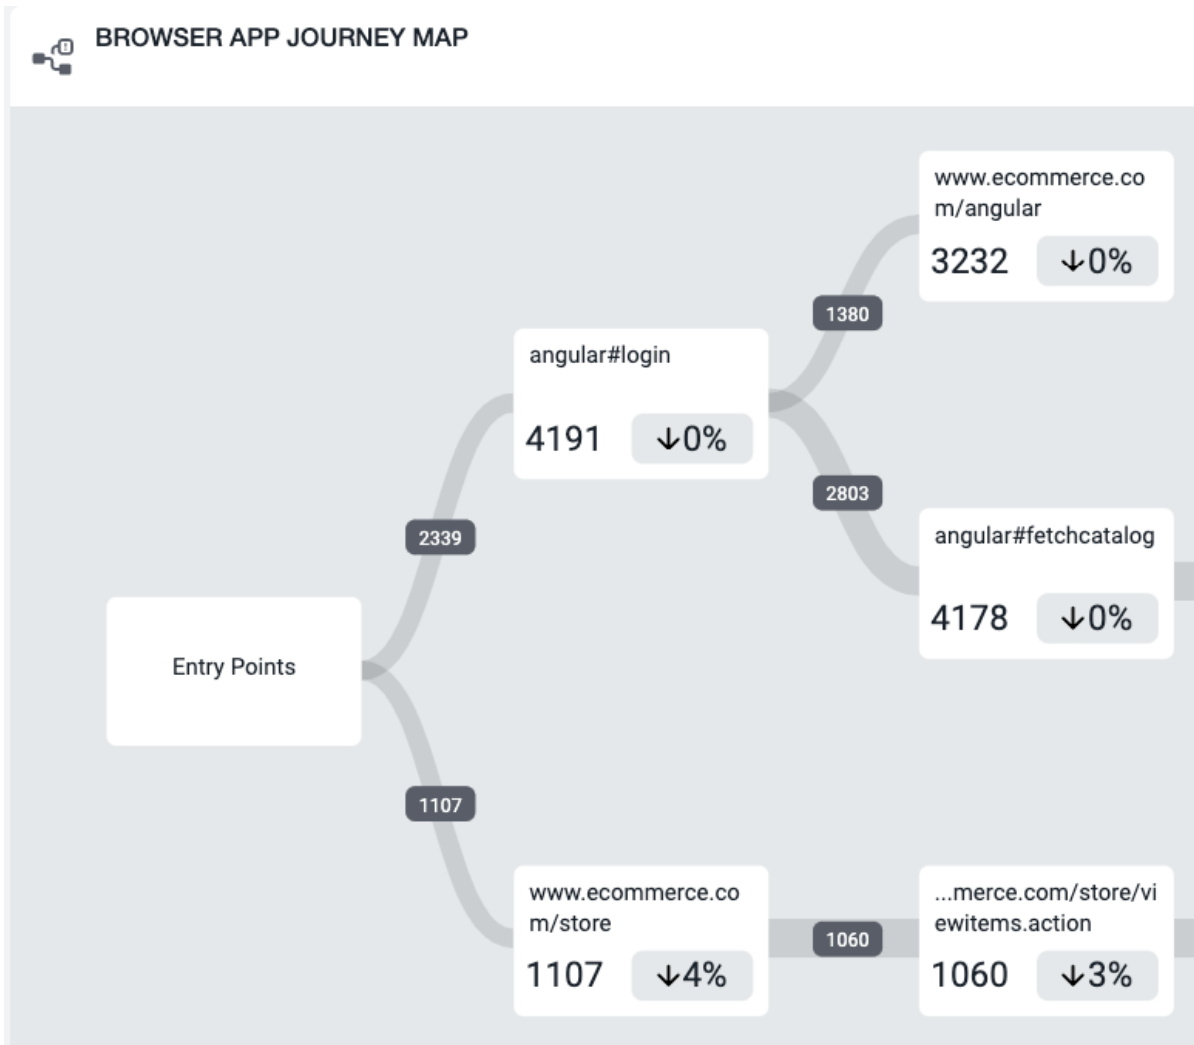 BROWSER APP JOURNEY MAP
www.ecommerce.co
m/angular
3232 ↓0%
1380
angular#login
4191 ↓0%
2803
2339
angular#fetchcatalog
4178 ↓0%
Entry Points
1107
www.ecommerce.co
m/store
1107 ↓4%
1060
...merce.com/store/vi
ewitems.action
1060 ↓3%